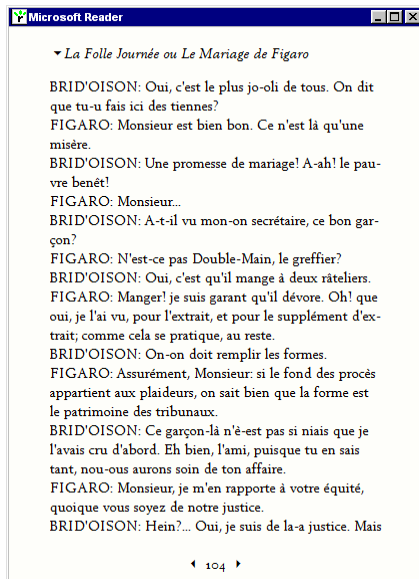 Microsoft Reader
La Folle Journée ou Le Mariage de Figaro
BRID'OISON: Oui, c'est le plus jo-oli de tous. On dit
que tu-u fais ici des tiennes?
FIGARO: Monsieur est bien bon. Ce n'est là qu'une
misère.
BRID'OISON: Une promesse de mariage! A-ah! le pau-
vre benêt!
FIGARO: Monsieur...
BRID'OISON: A-t-il vu mon-on secrétaire, ce bon gar-
çon?
FIGARO: N'est-ce pas Double-Main, le greffier?
BRID'OISON: Oui, c'est qu'il mange à deux râteliers.
FIGARO: Manger! je suis garant qu'il dévore. Oh! que
oui, je l'ai vu, pour l'extrait, et pour le supplément d'ex-
trait; comme cela se pratique, au reste.
BRID'OISON: On-on doit remplir les formes.
FIGARO: Assurément, Monsieur: si le fond des procès
appartient aux plaideurs, on sait bien que la forme est
le patrimoine des tribunaux.
BRID'OISON: Ce garçon-là n'è-est pas si niais que je
l'avais cru d'abord. Eh bien, l'ami, puisque tu en sais
tant, nou-ous aurons soin de ton affaire.
FIGARO: Monsieur, je m'en rapporte à votre équité,
quoique vous soyez de notre justice.
BRID'OISON: Hein?... Oui, je suis de la-a justice. Mais
104